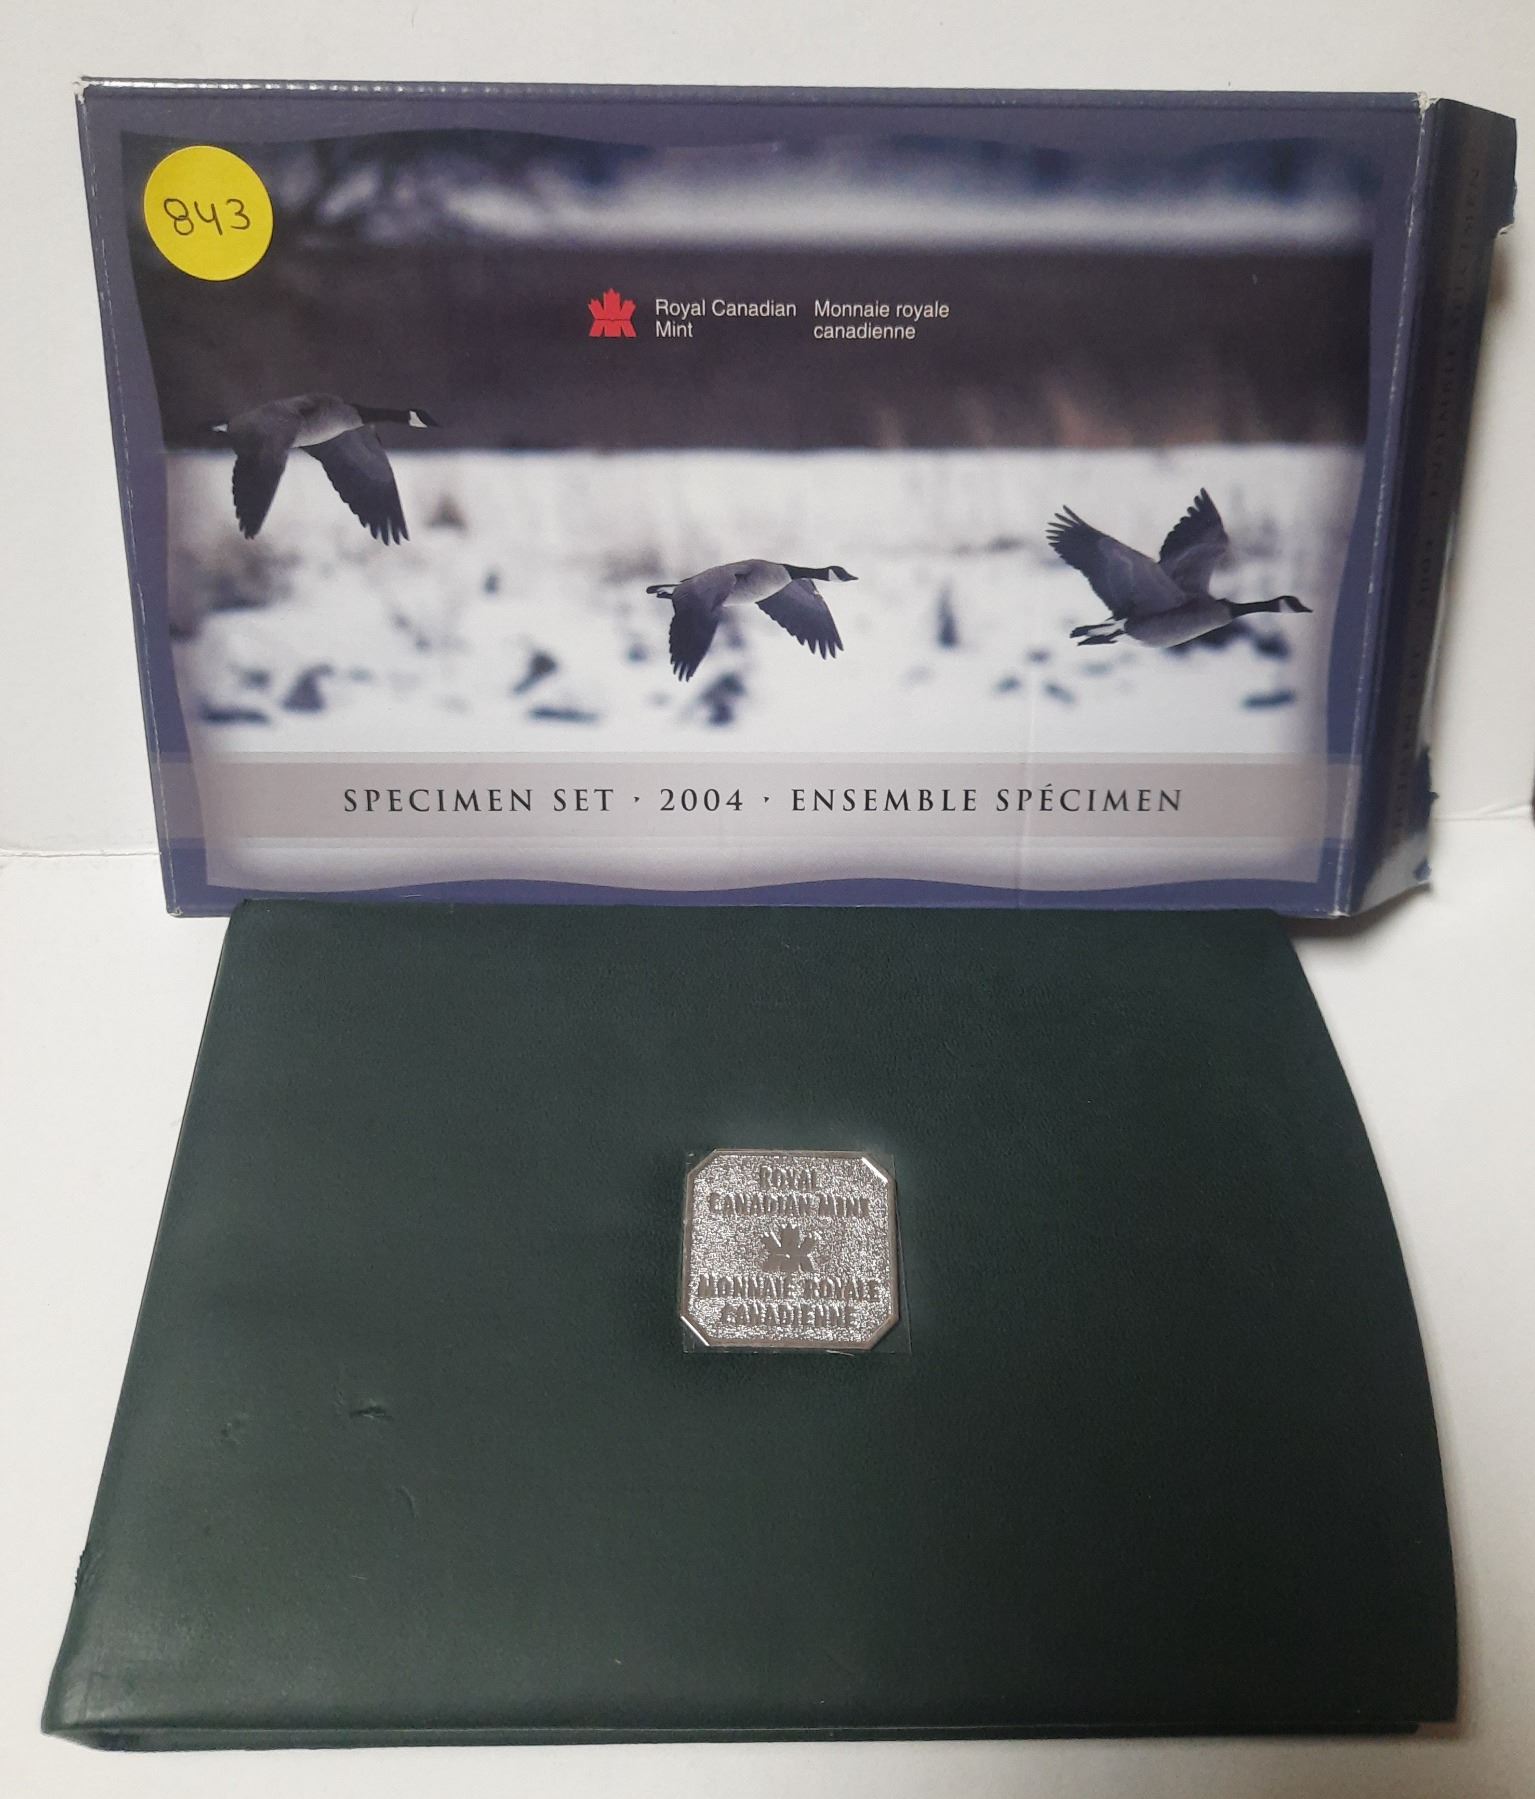 843
Royal Canadian Mint
Monnaie royale canadienne
SPECIMEN SET · 2004 · ENSEMBLE SPÉCIMEN
ROYAL
CANADIAN MINT
MONNAIE ROYALE
CANADIENNE